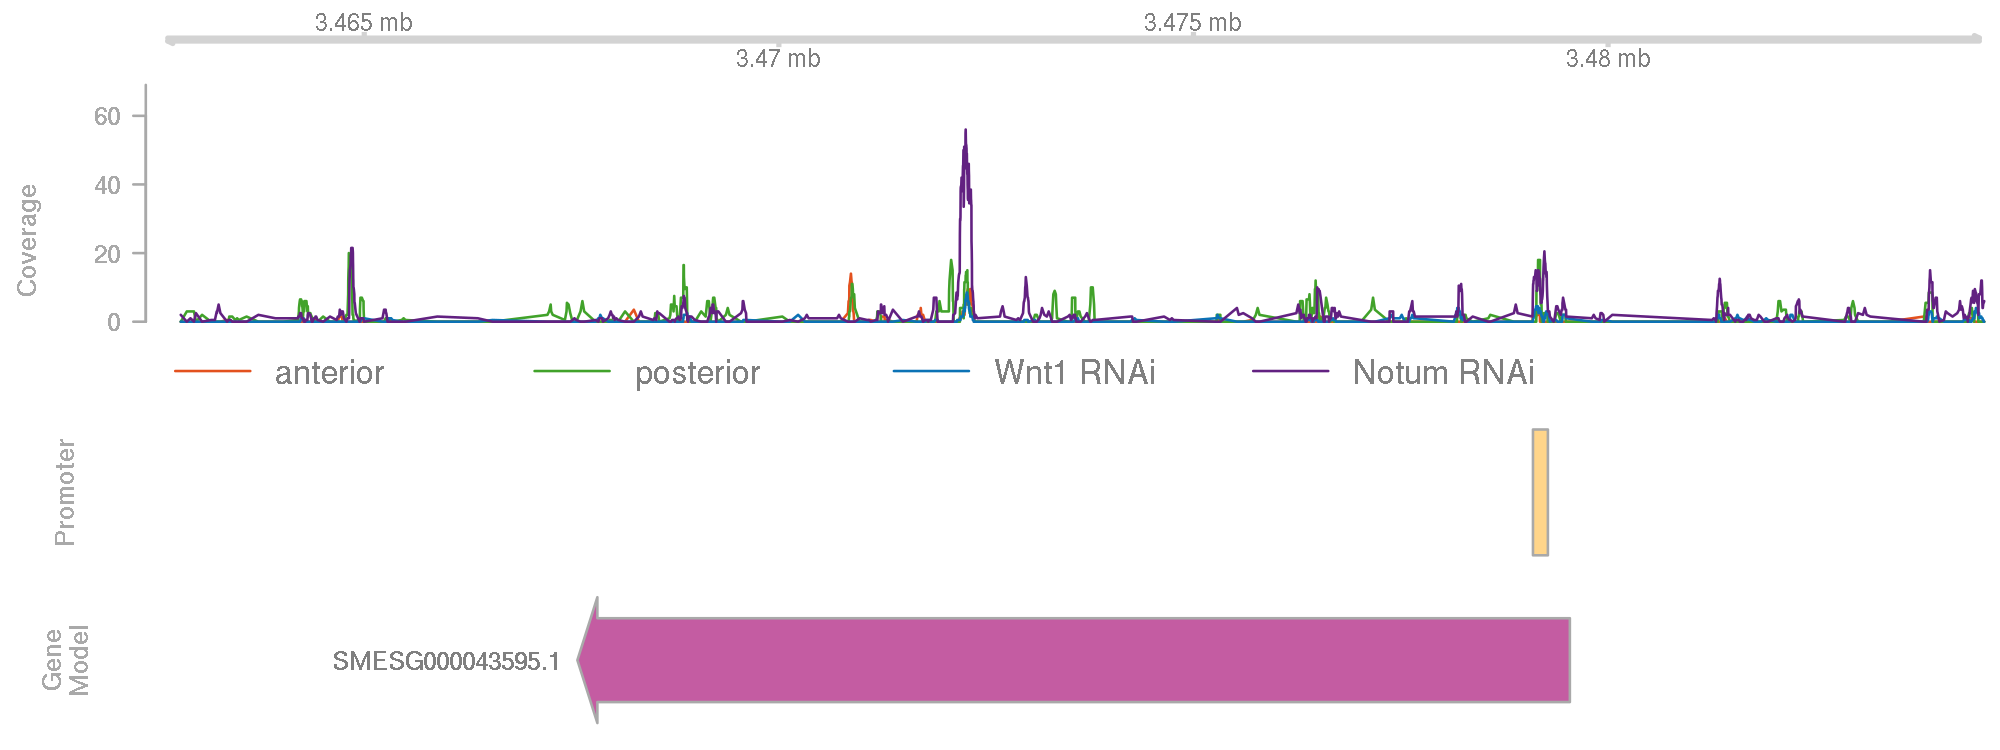 3.465 mb
3.475 mb
3.47 mb
3.48 mb
Coverage
60
40
20
0
anterior
posterior
Wnt1 RNAi
Notum RNAi
Promoter
Gene
Model
SMESG000043595.1